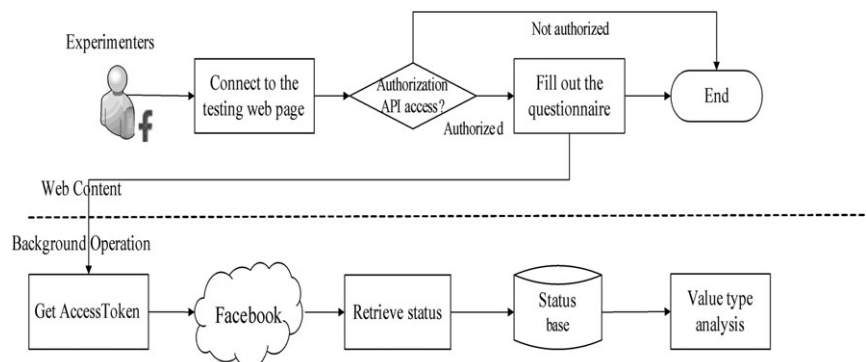 Not authorized
Experimenters
Connect to the
testing web page
Authorization
API access?
Fill out the
questionnaire
End
Authorized
Web Content
Background Operation
Get AccessToken
Facebook
Retrieve status
Status
base
Value type
analysis